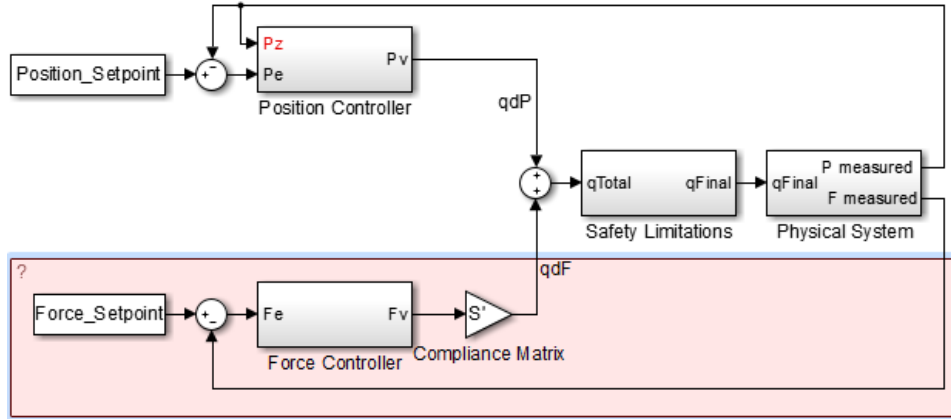 Pz
Position_Setpoint
+
-
Pe
Pv
Position Controller
qdP
+
+
qTotal
qFinal
Safety Limitations
qFinal
P measured
F measured
Physical System
?
qdF
Force_Setpoint
+
-
Fe
Fv
Force Controller
S'
Compliance Matrix